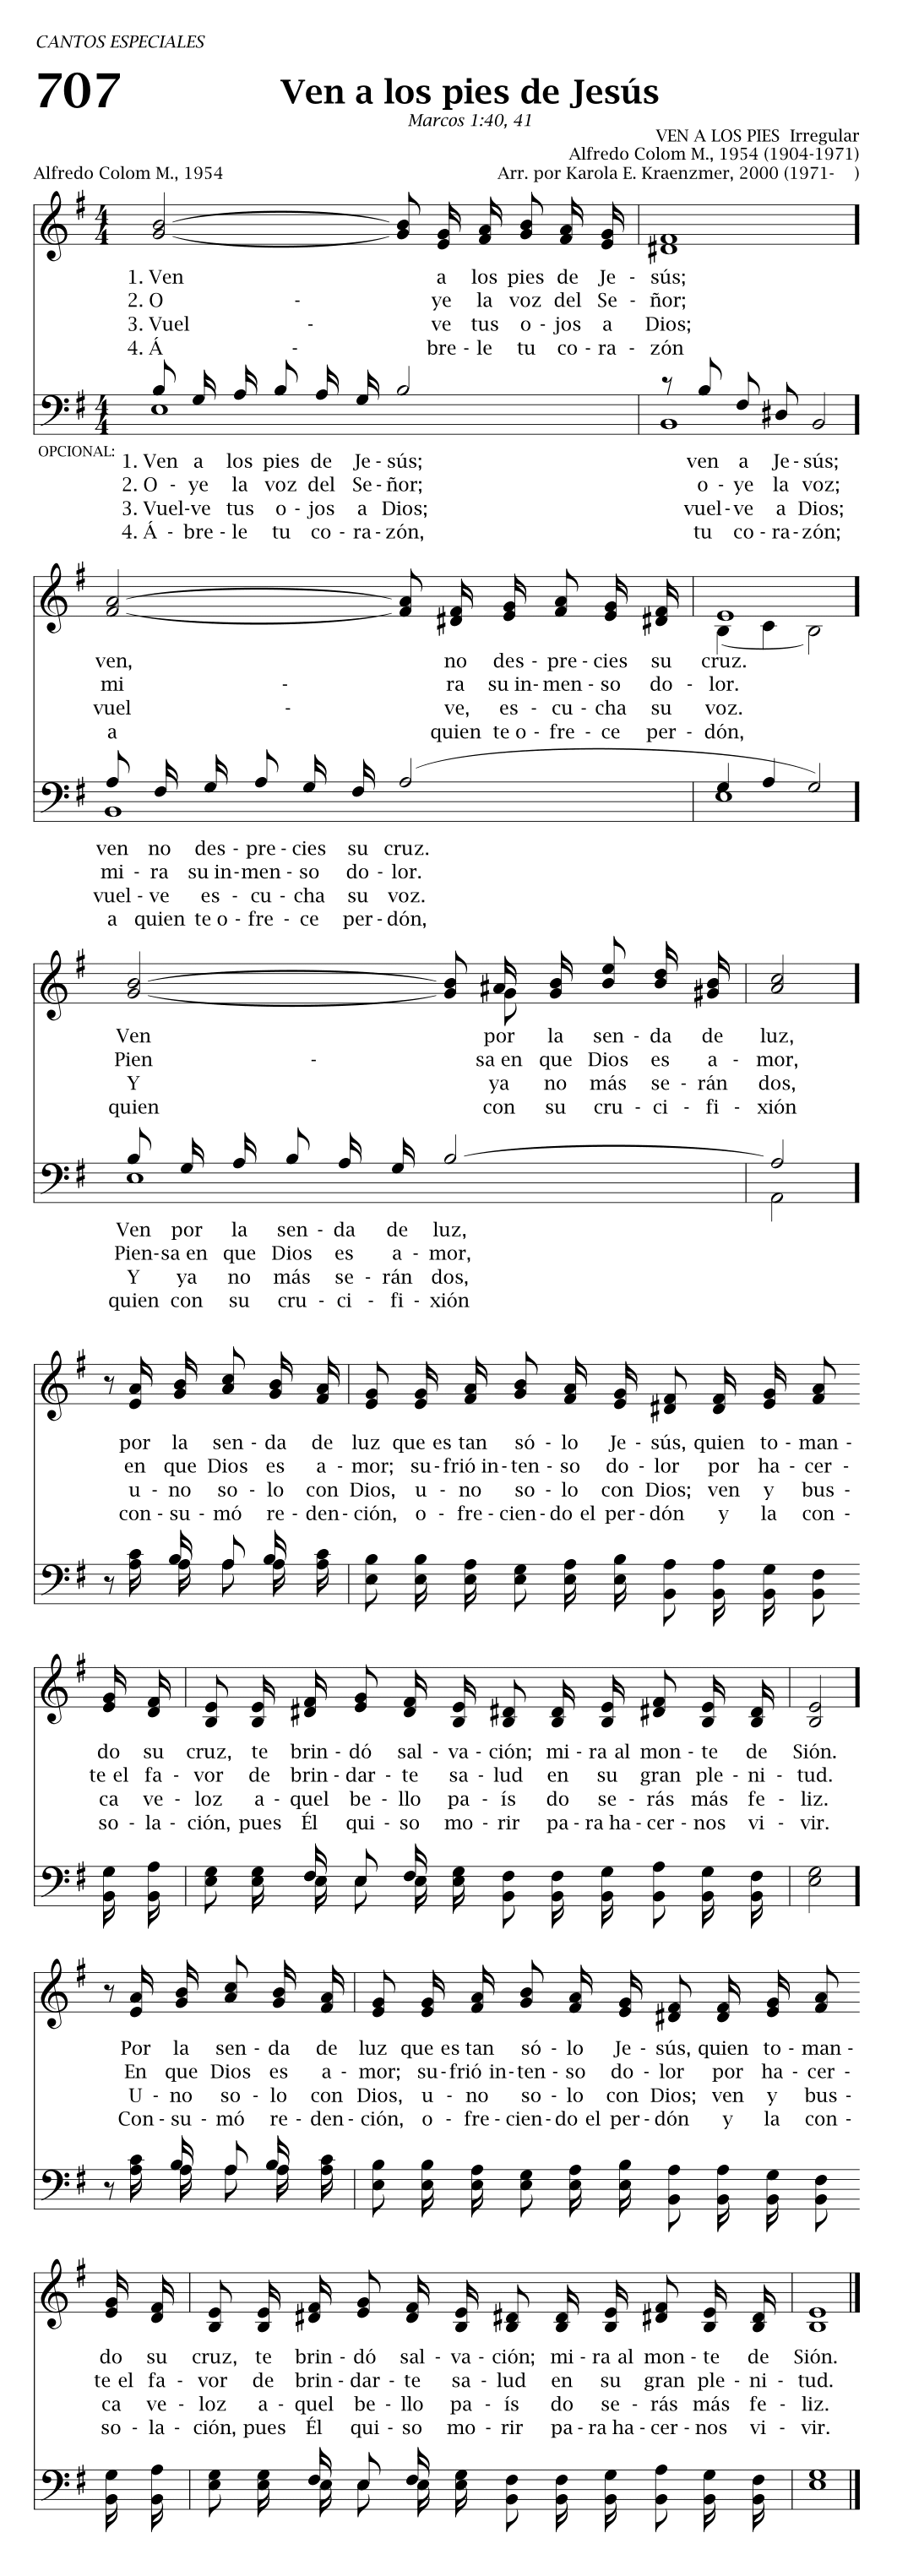 CANTOS ESPECIALES
707 Ven a los pies de Jesús
Marcos 1:40, 41
VEN A LOS PIES Irregular
Alfredo Colom M., 1954 (1904-1971)
Alfredo Colom M., 1954 Arr. por Karola E. Kraenzmer, 2000 (1971- )
1. Ven a los pies de Je - sús;
2. O - ye la voz del Se - ñor;
3. Vuel - ve tus o - jos a Dios;
4. Á - bre - le tu co - ra - zón
OPCIONAL:
1. Ven a los pies de Je - sús; ven a Je - sús;
2. O - ye la voz del Se - ñor; o - ye la voz;
3. Vuel - ve tus o - jos a Dios; vuel - ve a Dios;
4. Á - bre - le tu co - ra - zón, tu co - ra - zón;
ven, no des - pre - cies su cruz.
mi - ra su in - men - so do - lor.
vuel - ve, es - cu - cha su voz.
a quien te o - fre - ce per - dón,
ven no des - pre - cies su cruz.
mi - ra su in - men - so do - lor.
vuel - ve es - cu - cha su voz.
a quien te o - fre - ce per - dón,
Ven por la sen - da de luz,
Pien - sa en que Dios es a - mor,
Y ya no más se - rán dos,
quien con su cru - ci - fi - xión
Ven por la sen - da de luz,
Pien - sa en que Dios es a - mor,
Y ya no más se - rán dos,
quien con su cru - ci - fi - xión
por la sen - da de luz que es tan só - lo Je - sús, quien to - man -
en que Dios es a - mor; su - frió in - ten - so do - lor por ha - cer -
u - no so - lo con Dios, u - no so - lo con Dios; ven y bus -
con - su - mó re - den - ción, o - fre - cien - do el per - dón y la con -
do su cruz, te brin - dó sal - va - ción; mi - ra al mon - te de Sión.
te el fa - vor de brin - dar - te sa - lud en su gran ple - ni - tud.
ca ve - loz a - quel be - llo pa - ís do se - rás más fe - liz.
so - la - ción, pues Él qui - so mo - rir pa - ra ha - cer - nos vi - vir.
Por la sen - da de luz que es tan só - lo Je - sús, quien to - man -
En que Dios es a - mor; su - frió in - ten - so do - lor por ha - cer -
U - no so - lo con Dios, u - no so - lo con Dios; ven y bus -
Con - su - mó re - den - ción, o - fre - cien - do el per - dón y la con -
do su cruz, te brin - dó sal - va - ción; mi - ra al mon - te de Sión.
te el fa - vor de brin - dar - te sa - lud en su gran ple - ni - tud.
ca ve - loz a - quel be - llo pa - ís do se - rás más fe - liz.
so - la - ción, pues Él qui - so mo - rir pa - ra ha - cer - nos vi - vir.